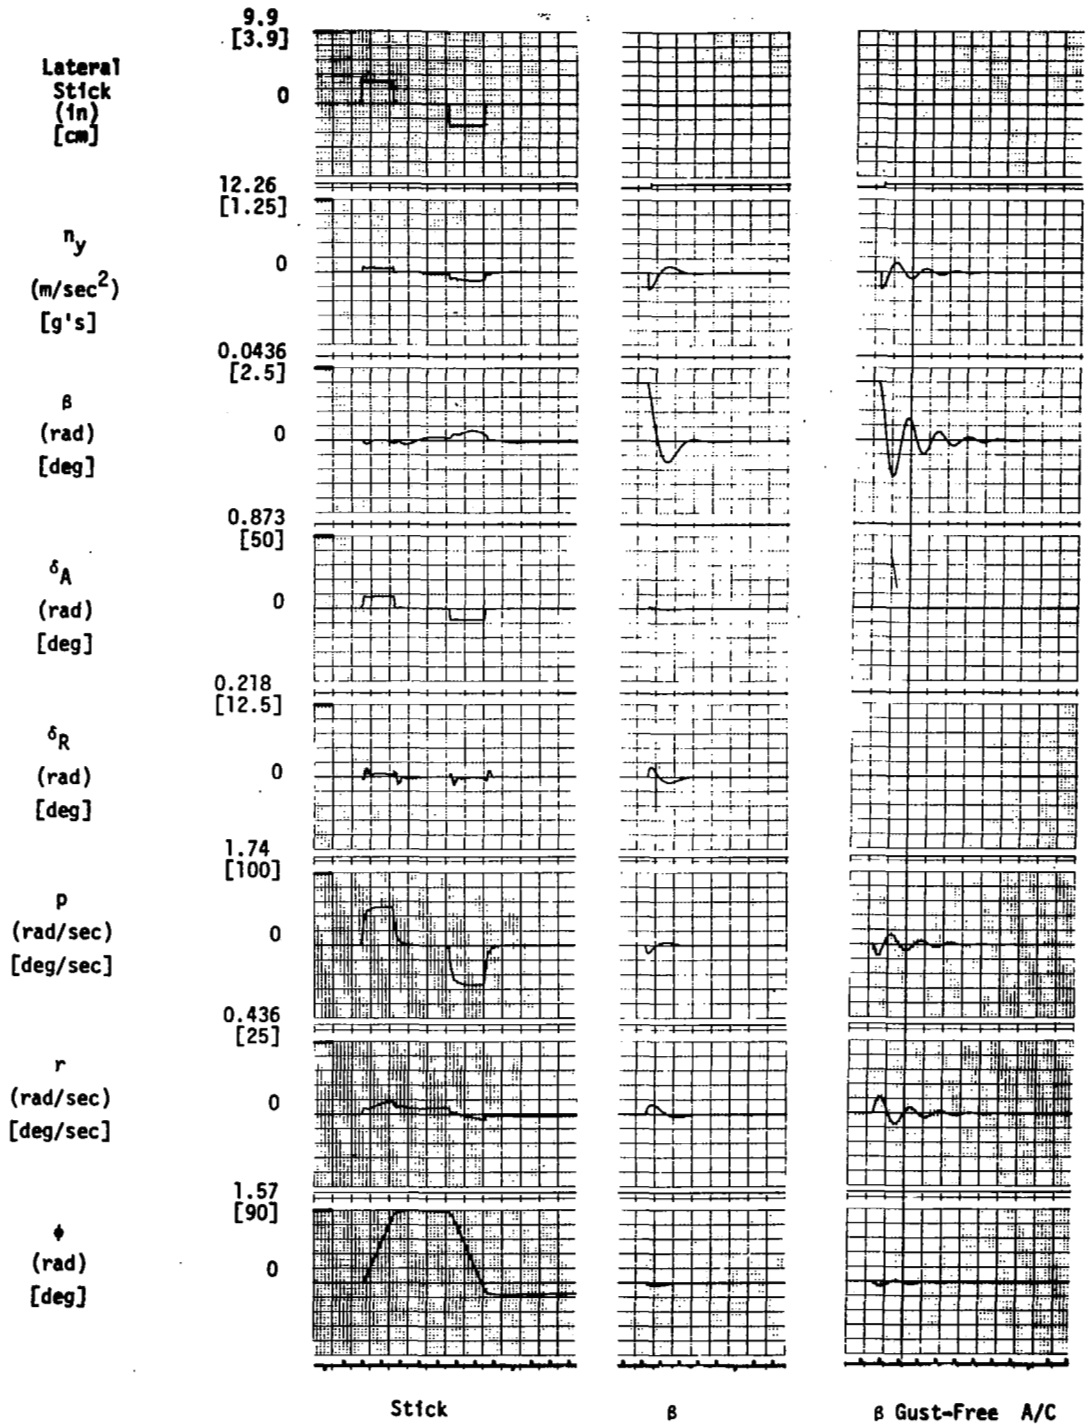 9.9
[3.9]
Lateral
Stick
(in)
[cm]
0
12.26
[1.25]
n_y
0
(m/sec²)
[g's]
0.0436
[2.5]
β
(rad)
0
[deg]
0.873
[50]
δ_A
(rad)
0
[deg]
0.218
[12.5]
δ_R
(rad)
0
[deg]
1.74
[100]
p
(rad/sec)
0
[deg/sec]
0.436
[25]
r
(rad/sec)
0
[deg/sec]
1.57
[90]
ϕ
(rad)
0
[deg]
Stick
β
β Gust-Free A/C